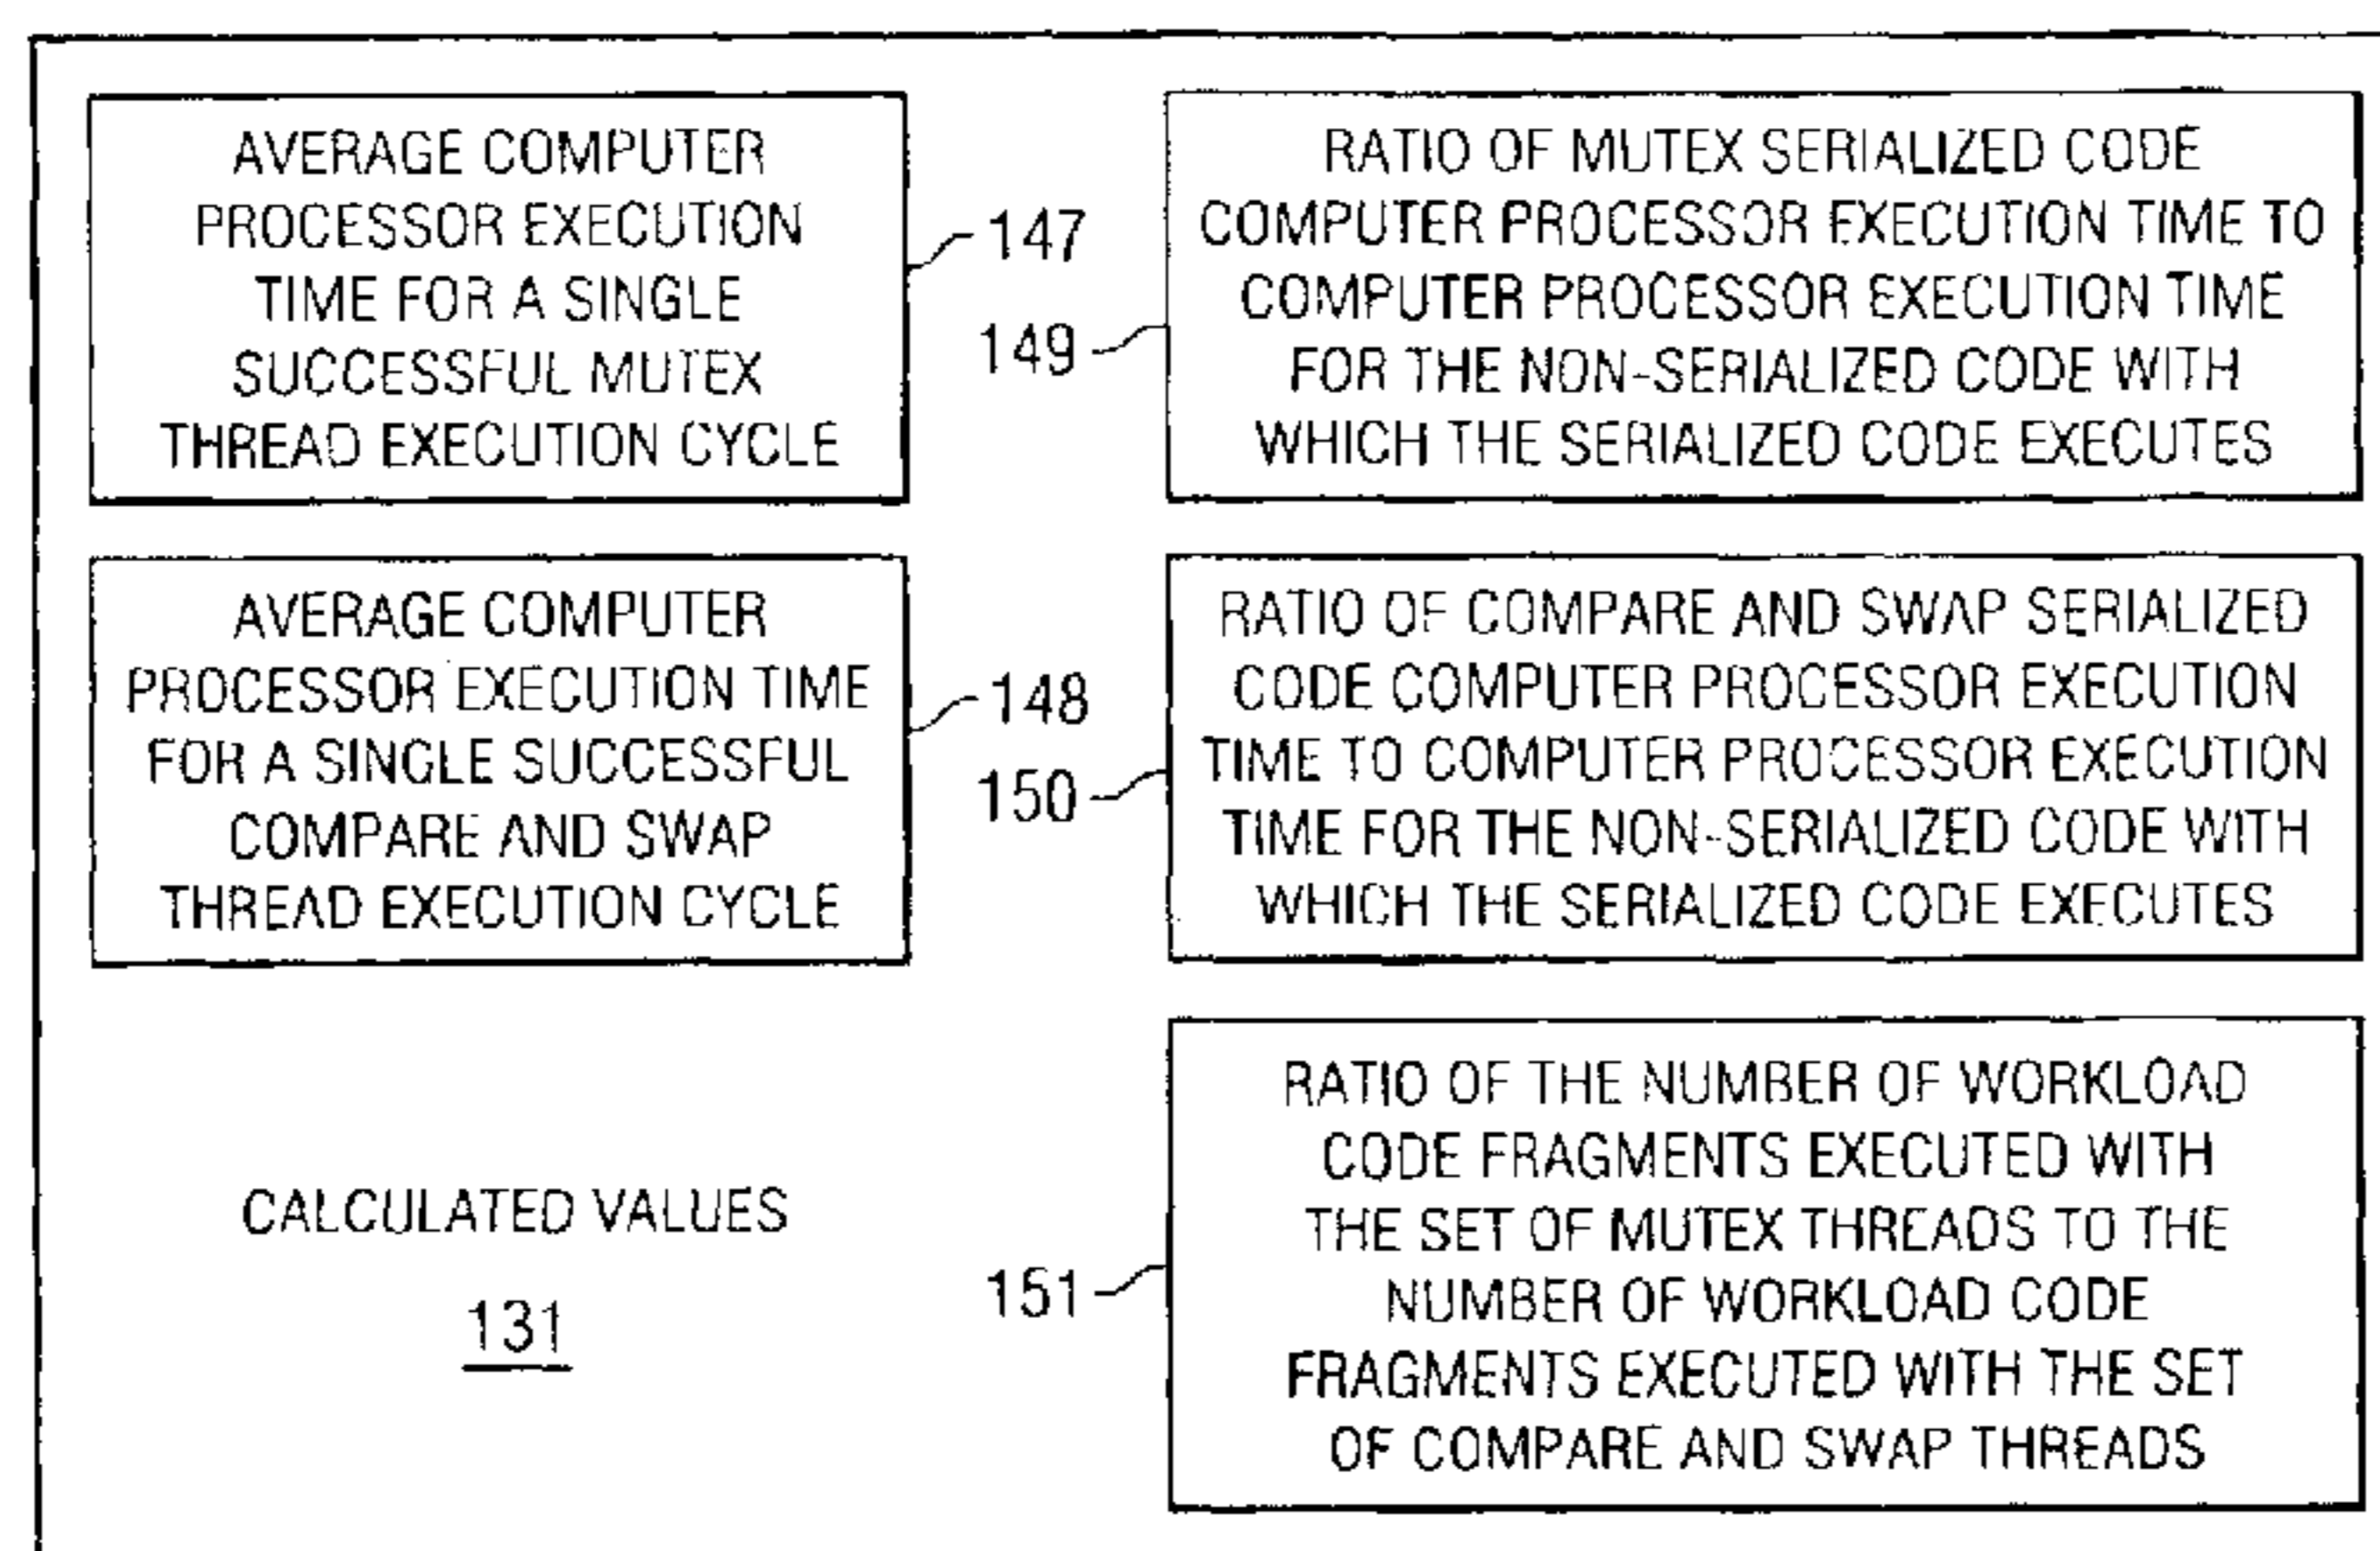 AVERAGE COMPUTER
PROCESSOR EXECUTION
TIME FOR A SINGLE
SUCCESSFUL MUTEX
THREAD EXECUTION CYCLE
147
RATIO OF MUTEX SERIALIZED CODE
COMPUTER PROCESSOR EXECUTION TIME TO
COMPUTER PROCESSOR EXECUTION TIME
FOR THE NON-SERIALIZED CODE WITH
WHICH THE SERIALIZED CODE EXECUTES
149
AVERAGE COMPUTER
PROCESSOR EXECUTION TIME
FOR A SINGLE SUCCESSFUL
COMPARE AND SWAP
THREAD EXECUTION CYCLE
148
RATIO OF COMPARE AND SWAP SERIALIZED
CODE COMPUTER PROCESSOR EXECUTION
TIME TO COMPUTER PROCESSOR EXECUTION
TIME FOR THE NON-SERIALIZED CODE WITH
WHICH THE SERIALIZED CODE EXECUTES
150
CALCULATED VALUES
131
RATIO OF THE NUMBER OF WORKLOAD
CODE FRAGMENTS EXECUTED WITH
THE SET OF MUTEX THREADS TO THE
NUMBER OF WORKLOAD CODE
FRAGMENTS EXECUTED WITH THE SET
OF COMPARE AND SWAP THREADS
151